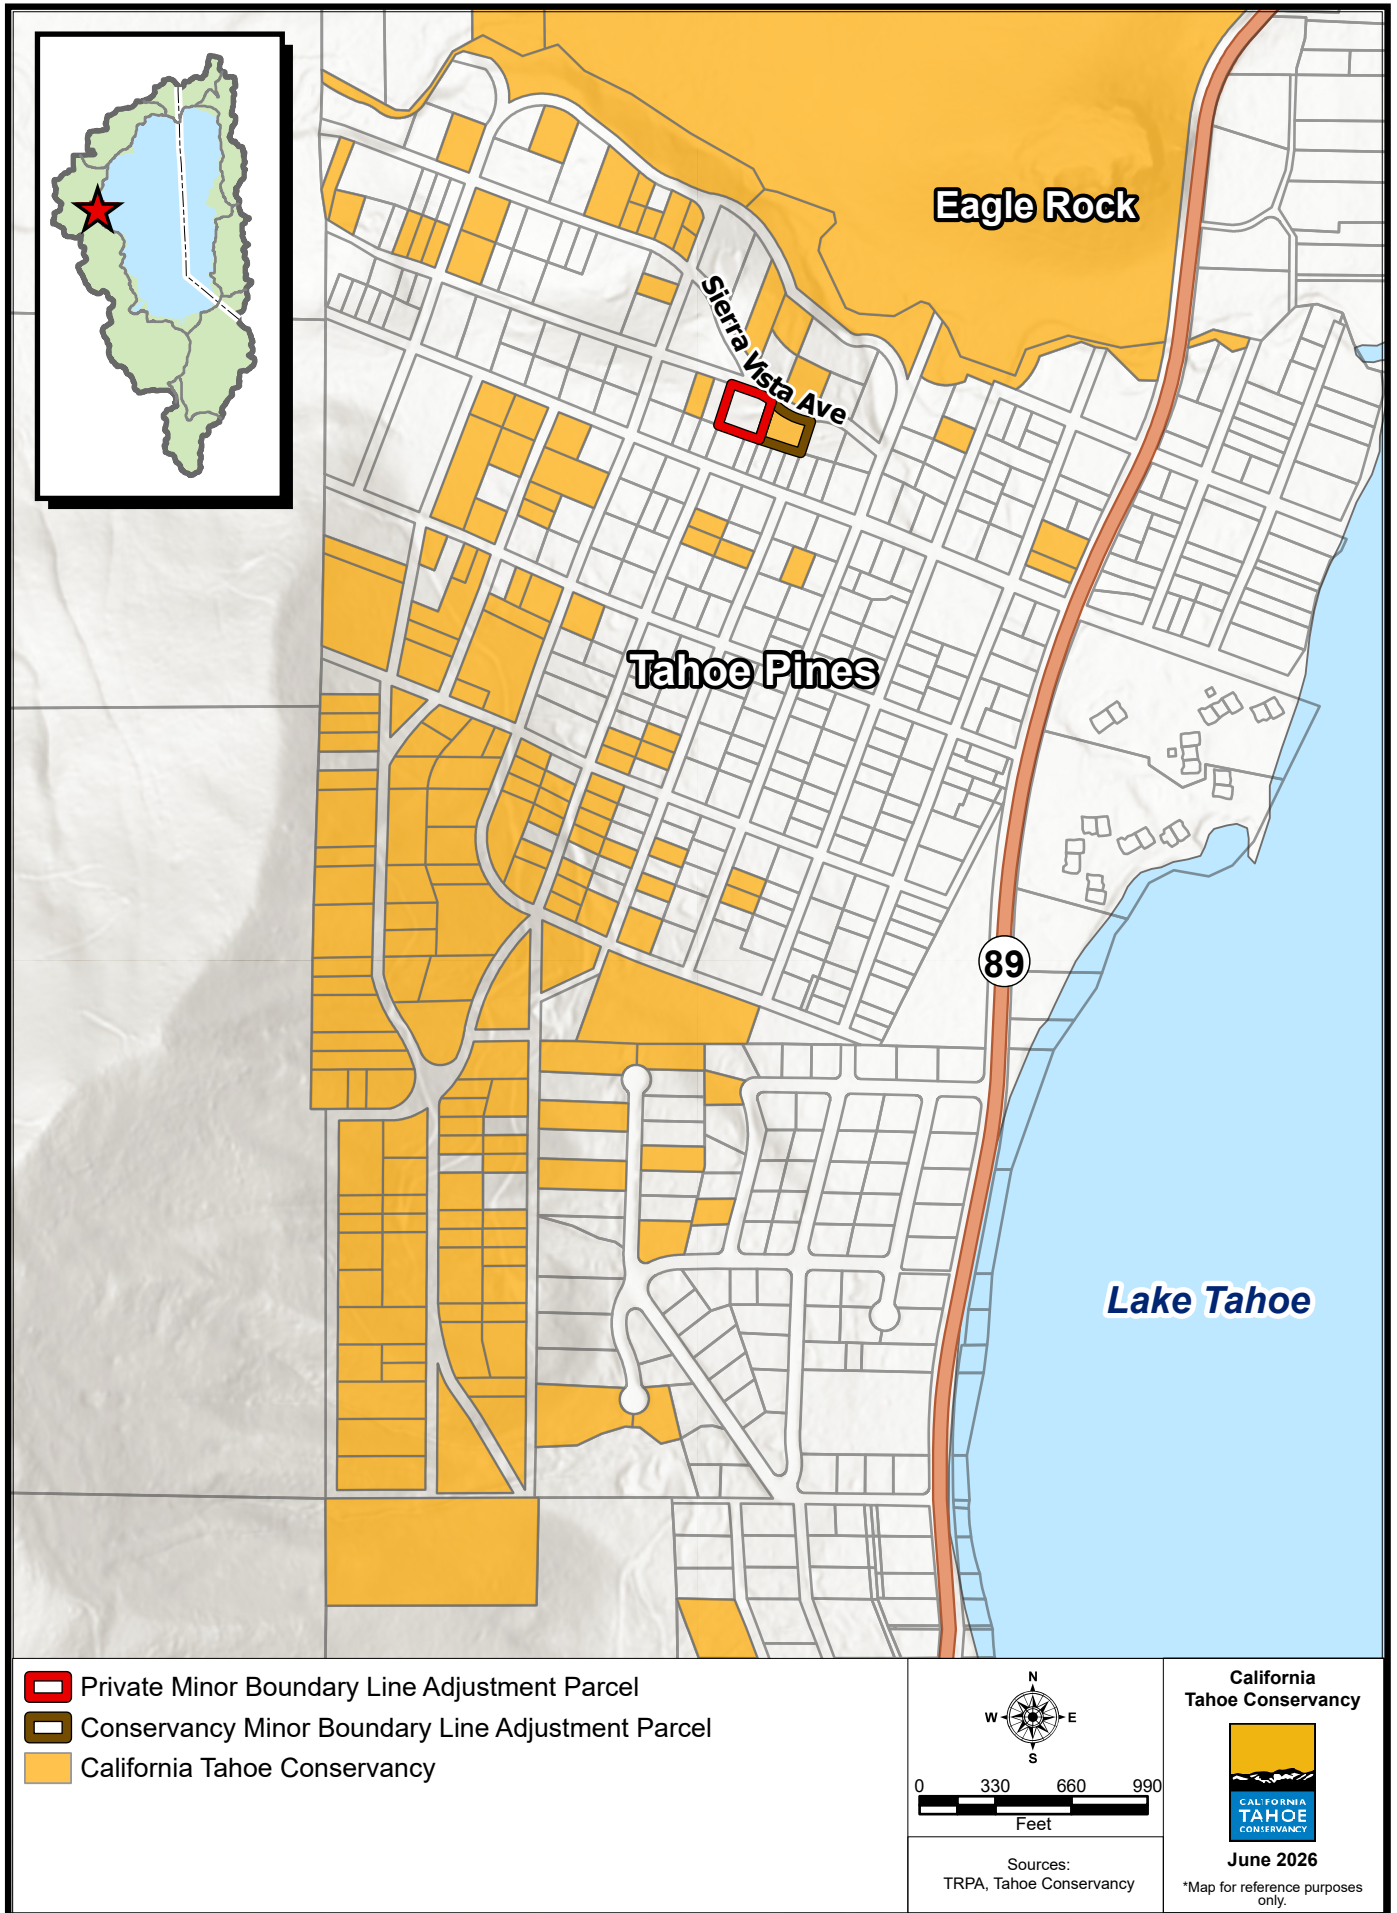 Eagle Rock
Sierra Vista Ave
Tahoe Pines
89
Lake Tahoe
Private Minor Boundary Line Adjustment Parcel
Conservancy Minor Boundary Line Adjustment Parcel
California Tahoe Conservancy
N
W E
S
0 330 660 990
Feet
Sources:
TRPA, Tahoe Conservancy
California
Tahoe Conservancy
CALIFORNIA
TAHOE
CONSERVANCY
June 2026
*Map for reference purposes
only.